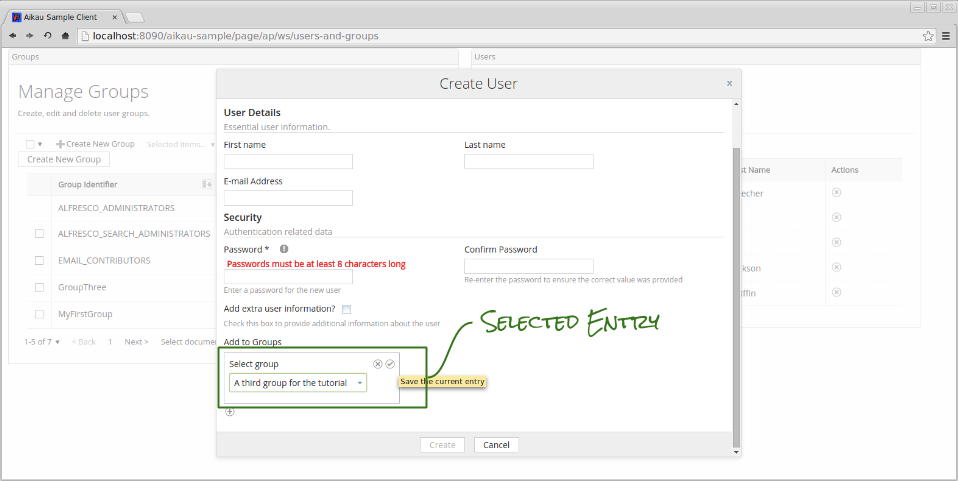 Aikau Sample Client
localhost:8090/aikau-sample/page/ap/ws/users-and-groups
Groups
Users
Manage Groups
Create, edit and delete user groups.
Create New Group
Selected items...
Create New Group
Group Identifier
ALFRESCO_ADMINISTRATORS
ALFRESCO_SEARCH_ADMINISTRATORS
EMAIL_CONTRIBUTORS
GroupThree
MyFirstGroup
1-5 of 7
< Back
1
Next >
Select documen
Create User
x
User Details
Essential user information.
First name
Last name
E-mail Address
Security
Authentication related data
Password *
Confirm Password
Passwords must be at least 8 characters long
Enter a password for the new user
Re-enter the password to ensure the correct value was provided
Add extra user information?
Check this box to provide additional information about the user
Add to Groups
Select group
A third group for the tutorial
Save the current entry
SELECTED ENTRY
Create
Cancel
st Name
Actions
echer
kson
iffin